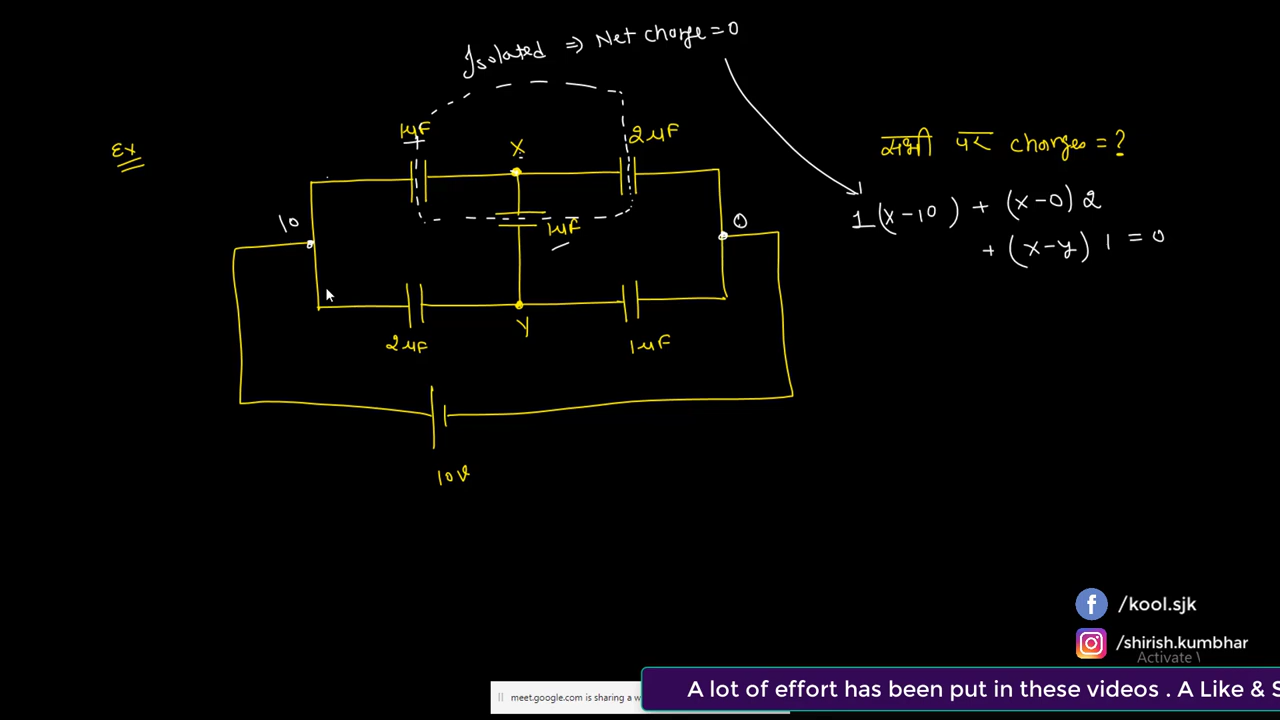 Isolated ⇒ Net charge = 0
Ex
1μF
X
2μF
सभी पर charges = ?
10
1μF
0
1(x-10) + (x-0) 2
+ (x-y) 1 = 0
2μF
Y
1μF
10V
/kool.sjk
/shirish.kumbhar
Activate \
meet.google.com is sharing a w
A lot of effort has been put in these videos . A Like & S